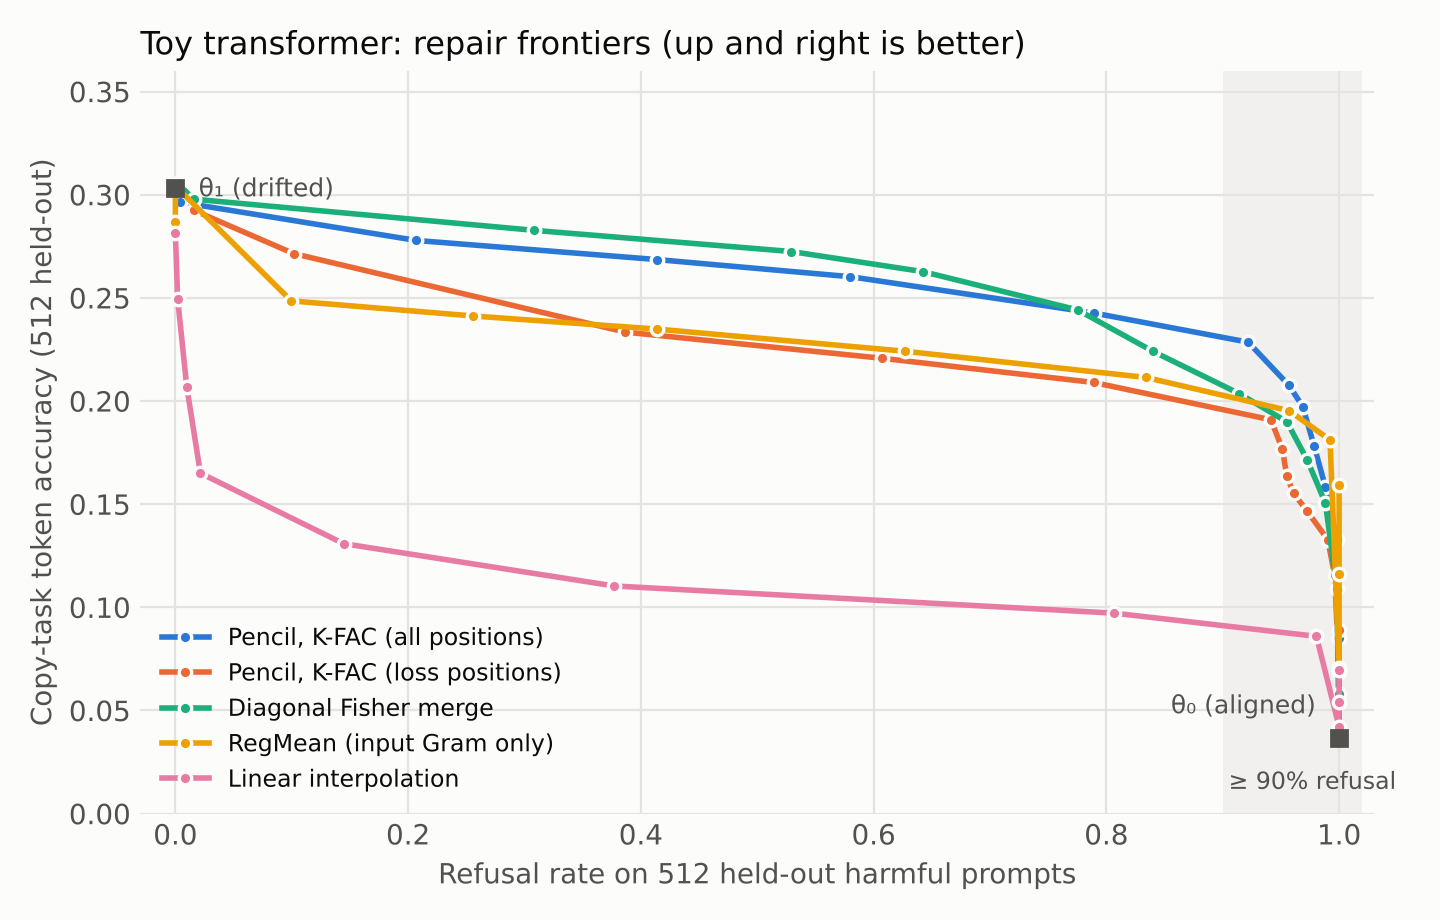 Toy transformer: repair frontiers (up and right is better)
Copy-task token accuracy (512 held-out)
0.35
0.30
0.25
0.20
0.15
0.10
0.05
0.00
θ₁ (drifted)
Pencil, K-FAC (all positions)
Pencil, K-FAC (loss positions)
Diagonal Fisher merge
RegMean (input Gram only)
Linear interpolation
θ₀ (aligned)
≥ 90% refusal
0.0 0.2 0.4 0.6 0.8 1.0
Refusal rate on 512 held-out harmful prompts